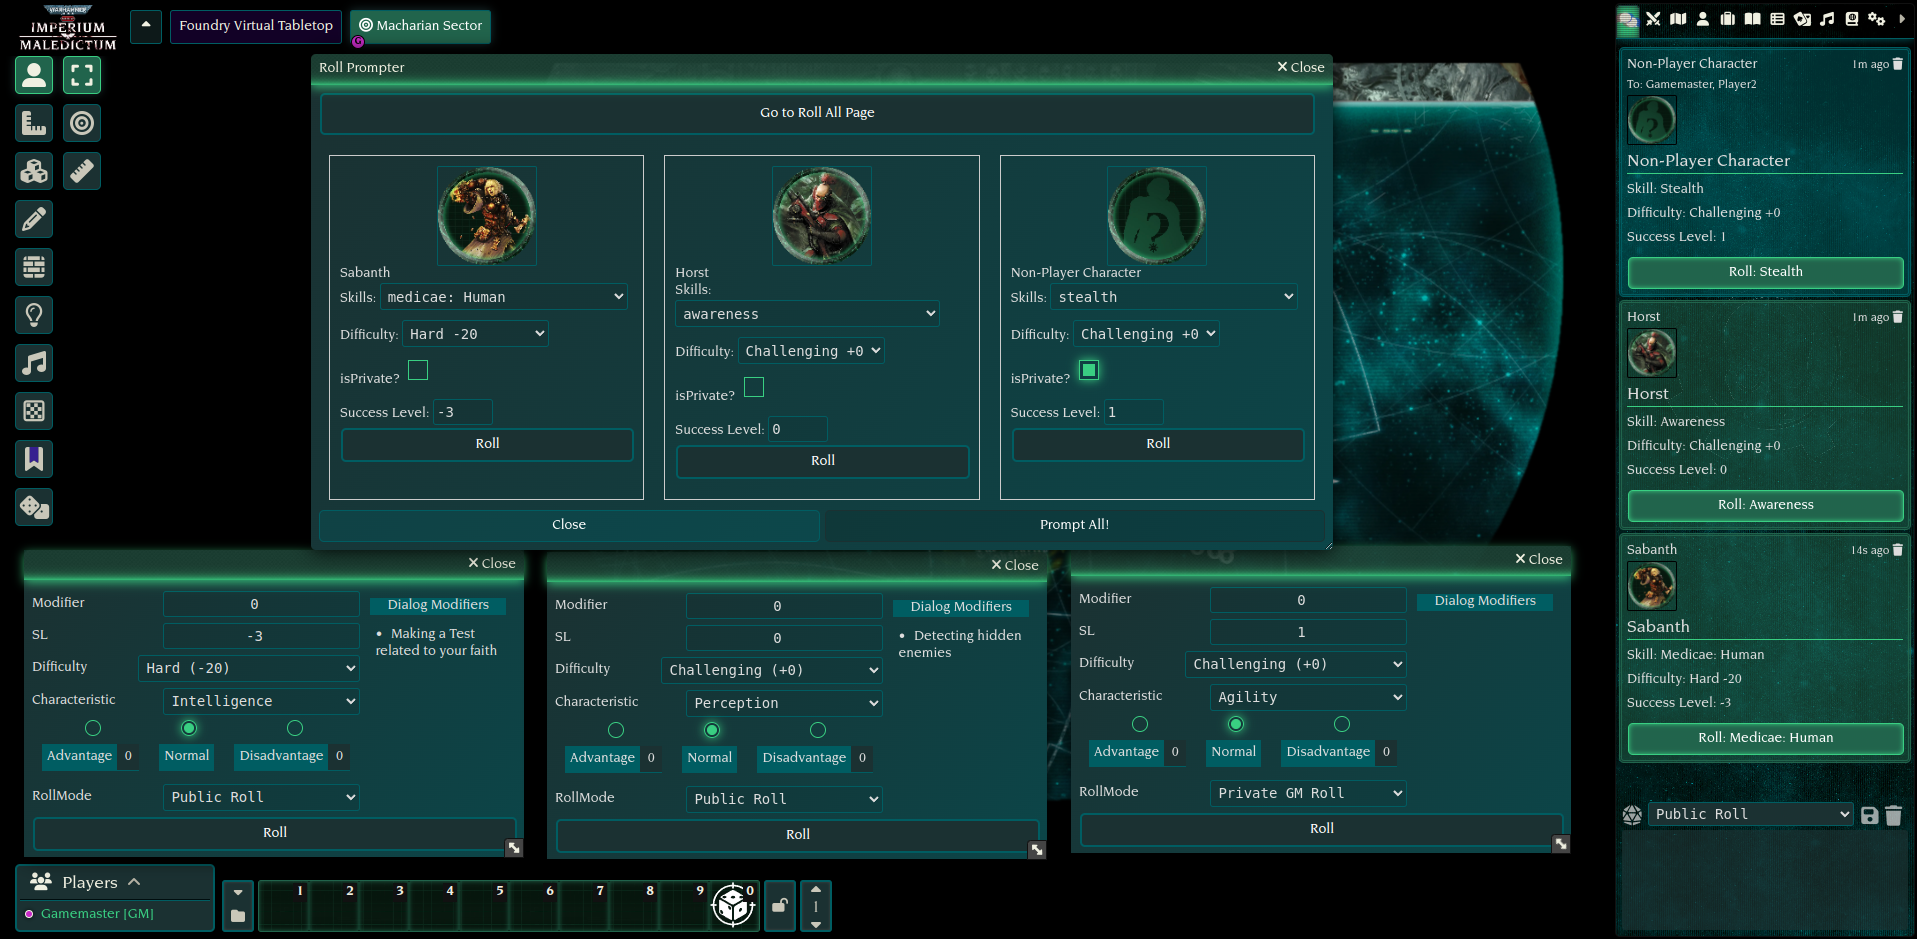 WARHAMMER
IMPERIUM
MALEDICTUM
Foundry Virtual Tabletop
Macharian Sector
G
Roll Prompter
Close
Go to Roll All Page
Sabanth
Skills: medicae: Human
Difficulty: Hard -20
isPrivate?
Success Level: -3
Roll
Horst
Skills:
awareness
Difficulty: Challenging +0
isPrivate?
Success Level: 0
Roll
Non-Player Character
Skills: stealth
Difficulty: Challenging +0
isPrivate?
Success Level: 1
Roll
Close
Prompt All!
Close
Modifier 0
SL -3
Difficulty Hard (-20)
Characteristic Intelligence
Advantage 0 Normal Disadvantage 0
RollMode Public Roll
Roll
Dialog Modifiers
• Making a Test
related to your faith
Close
Modifier 0
SL 0
Difficulty Challenging (+0)
Characteristic Perception
Advantage 0 Normal Disadvantage 0
RollMode Public Roll
Roll
Dialog Modifiers
• Detecting hidden
enemies
Close
Modifier 0
SL 1
Difficulty Challenging (+0)
Characteristic Agility
Advantage 0 Normal Disadvantage 0
RollMode Private GM Roll
Roll
Dialog Modifiers
Players
Gamemaster [GM]
1 2 3 4 5 6 7 8 9 0
1
Non-Player Character 1m ago
To: Gamemaster, Player2
Non-Player Character
Skill: Stealth
Difficulty: Challenging +0
Success Level: 1
Roll: Stealth
Horst 1m ago
Horst
Skill: Awareness
Difficulty: Challenging +0
Success Level: 0
Roll: Awareness
Sabanth 14s ago
Sabanth
Skill: Medicae: Human
Difficulty: Hard -20
Success Level: -3
Roll: Medicae: Human
Public Roll